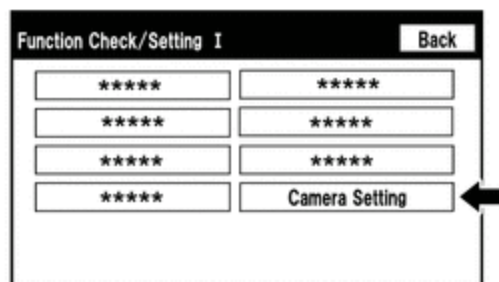 Function Check/Setting I
Back
***** *****
***** *****
***** *****
***** Camera Setting